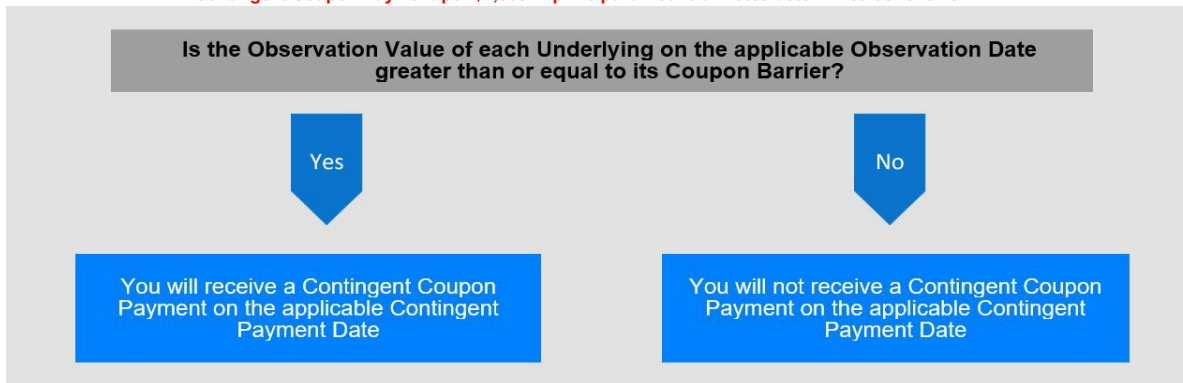 Is the Observation Value of each Underlying on the applicable Observation Date
greater than or equal to its Coupon Barrier?
Yes
No
You will receive a Contingent Coupon
Payment on the applicable Contingent
Payment Date
You will not receive a Contingent Coupon
Payment on the applicable Contingent
Payment Date